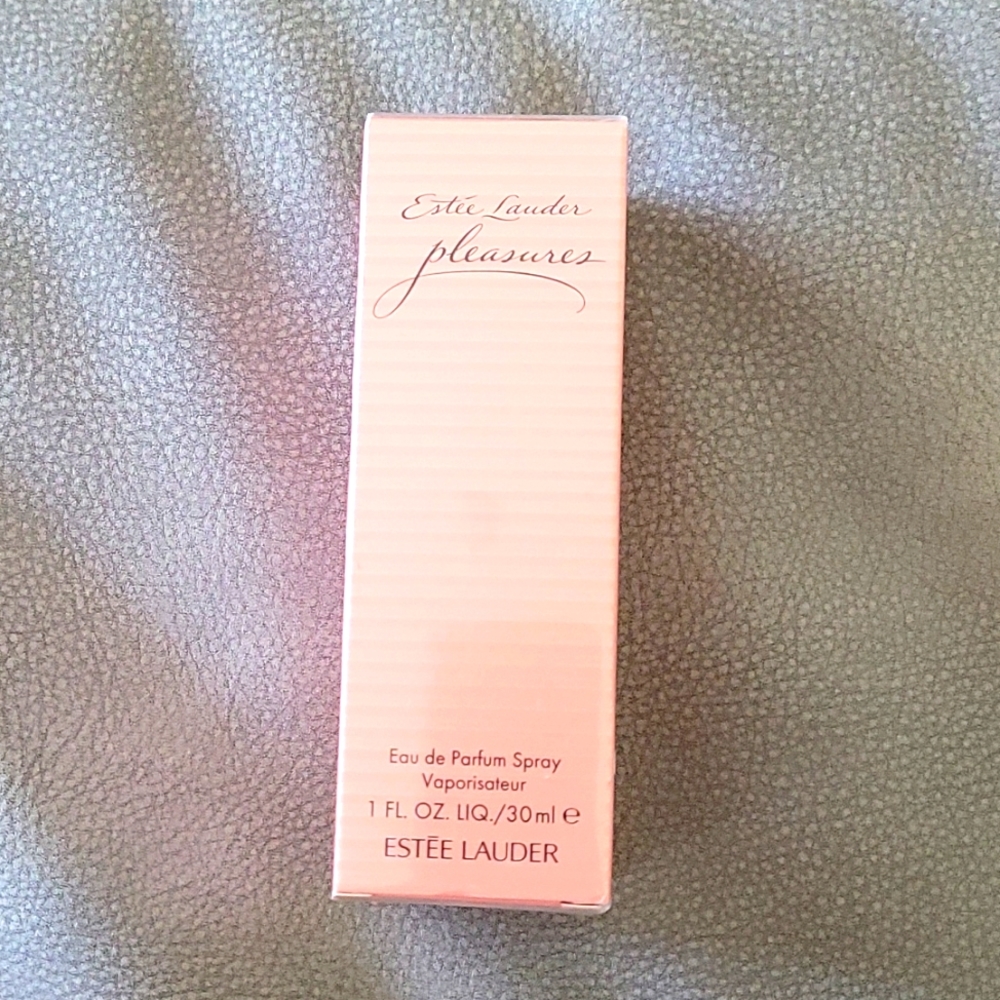 Estée Lauder
pleasures
Eau de Parfum Spray
Vaporisateur
1 FL. OZ. LIQ./30ml ℮
ESTĒE LAUDER